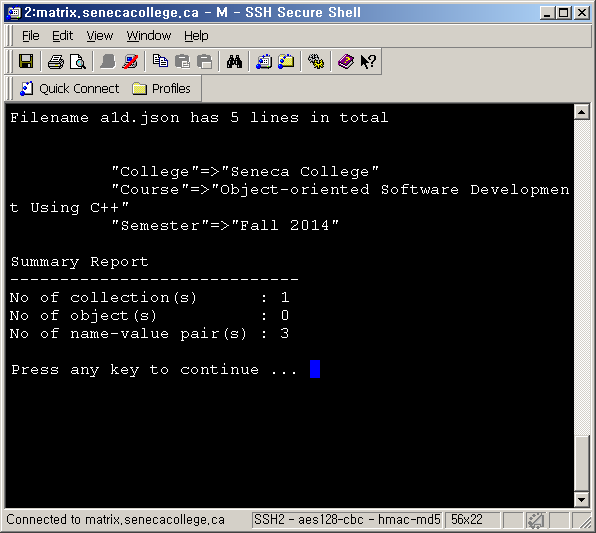 2:matrix.senecacollege.ca - M - SSH Secure Shell
File Edit View Window Help
Quick Connect Profiles
Filename a1d.json has 5 lines in total
"College"=>"Seneca College"
"Course"=>"Object-oriented Software Developmen
t Using C++"
"Semester"=>"Fall 2014"
Summary Report
-----------------------------
No of collection(s) : 1
No of object(s) : 0
No of name-value pair(s) : 3
Press any key to continue ...
Connected to matrix.senecacollege.ca SSH2 - aes128-cbc - hmac-md5 56x22